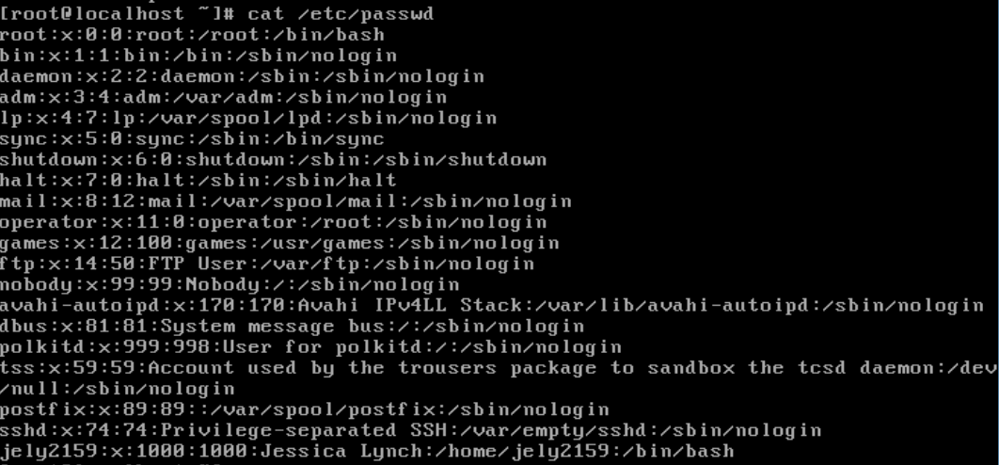 [root@localhost ~]# cat /etc/passwd
root:x:0:0:root:/root:/bin/bash
bin:x:1:1:bin:/bin:/sbin/nologin
daemon:x:2:2:daemon:/sbin:/sbin/nologin
adm:x:3:4:adm:/var/adm:/sbin/nologin
lp:x:4:7:lp:/var/spool/lpd:/sbin/nologin
sync:x:5:0:sync:/sbin:/bin/sync
shutdown:x:6:0:shutdown:/sbin:/sbin/shutdown
halt:x:7:0:halt:/sbin:/sbin/halt
mail:x:8:12:mail:/var/spool/mail:/sbin/nologin
operator:x:11:0:operator:/root:/sbin/nologin
games:x:12:100:games:/usr/games:/sbin/nologin
ftp:x:14:50:FTP User:/var/ftp:/sbin/nologin
nobody:x:99:99:Nobody:/:/sbin/nologin
avahi-autoipd:x:170:170:Avahi IPv4LL Stack:/var/lib/avahi-autoipd:/sbin/nologin
dbus:x:81:81:System message bus:/:/sbin/nologin
polkitd:x:999:998:User for polkitd:/:/sbin/nologin
tss:x:59:59:Account used by the trousers package to sandbox the tcsd daemon:/dev
/null:/sbin/nologin
postfix:x:89:89::/var/spool/postfix:/sbin/nologin
sshd:x:74:74:Privilege-separated SSH:/var/empty/sshd:/sbin/nologin
jely2159:x:1000:1000:Jessica Lynch:/home/jely2159:/bin/bash